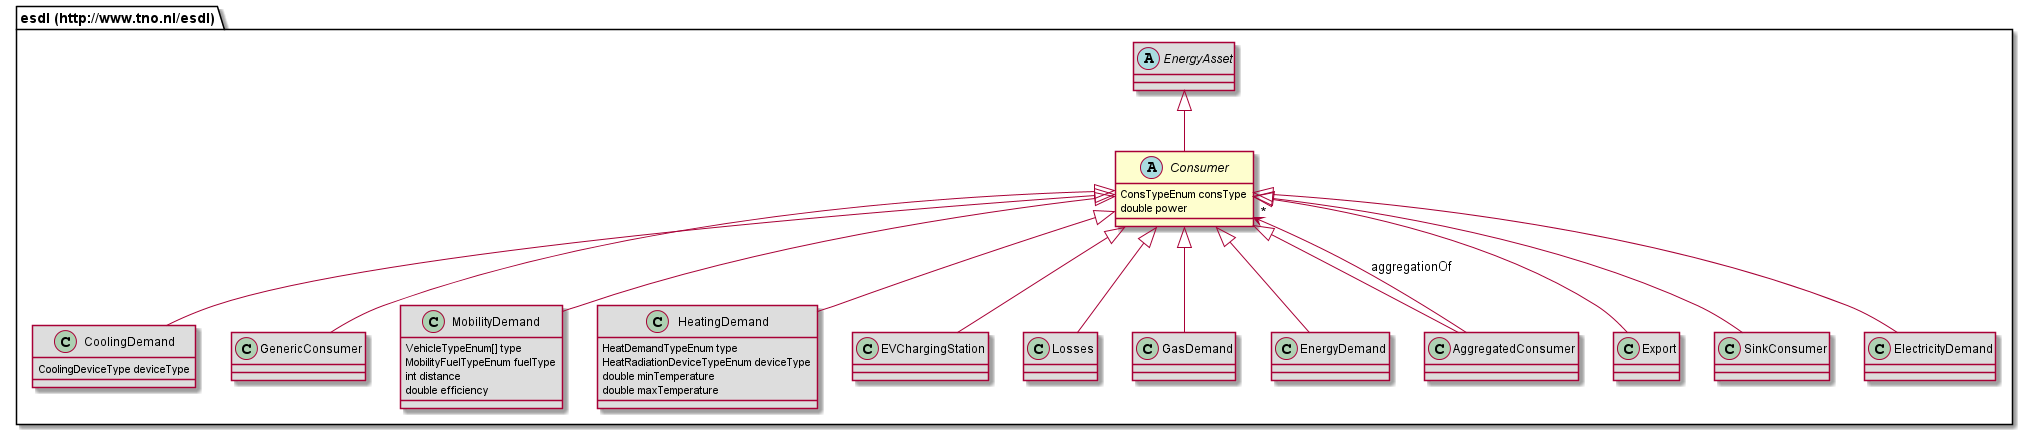 esdl (http://www.tno.nl/esdl)
A EnergyAsset
A Consumer
ConsTypeEnum consType
double power
*
aggregationOf
C CoolingDemand
CoolingDeviceType deviceType
C GenericConsumer
C MobilityDemand
VehicleTypeEnum[] type
MobilityFuelTypeEnum fuelType
int distance
double efficiency
C HeatingDemand
HeatDemandTypeEnum type
HeatRadiationDeviceTypeEnum deviceType
double minTemperature
double maxTemperature
C EVChargingStation
C Losses
C GasDemand
C EnergyDemand
C AggregatedConsumer
C Export
C SinkConsumer
C ElectricityDemand